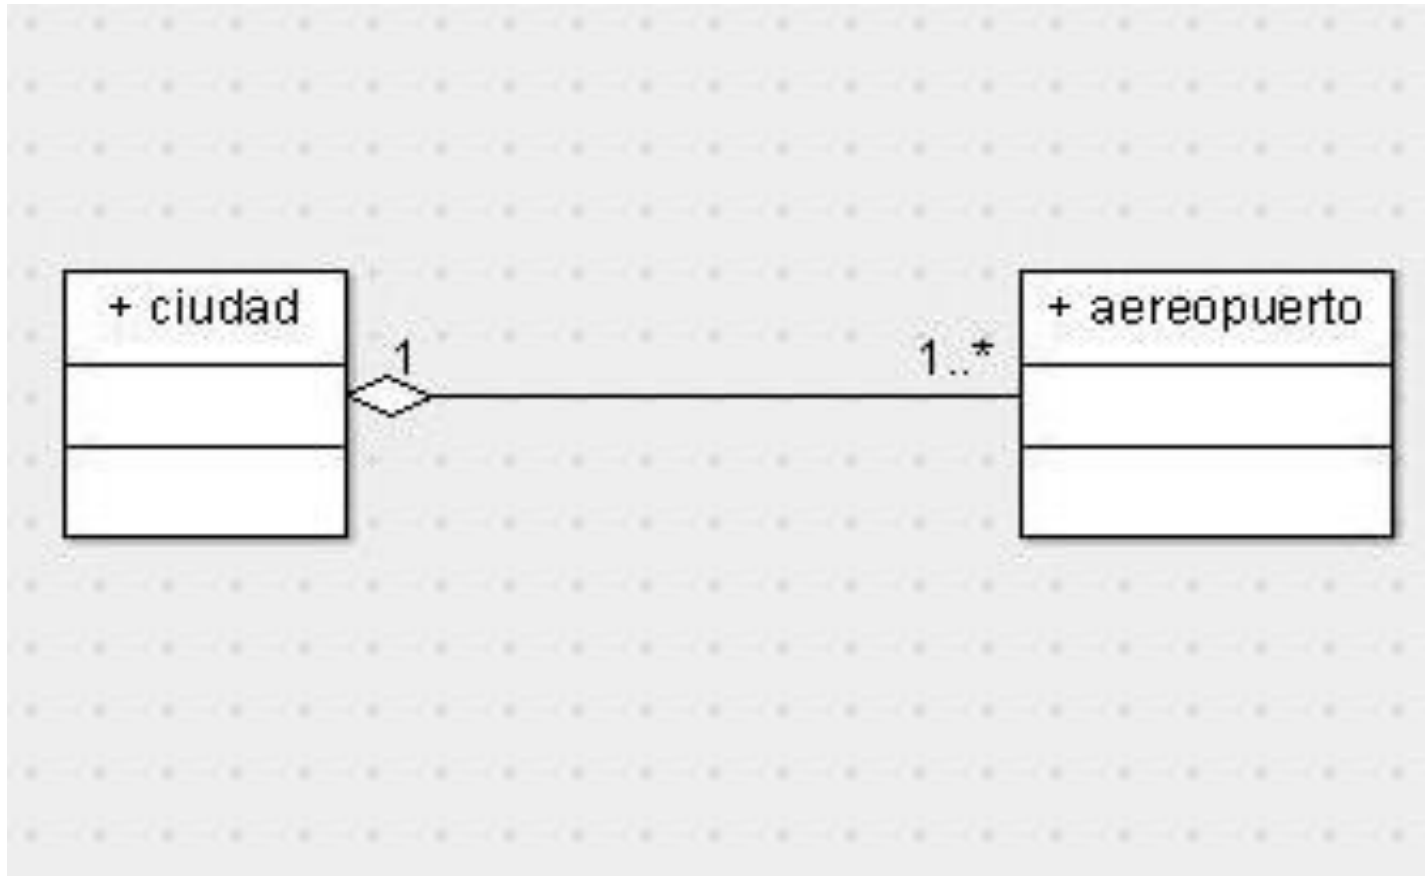 + ciudad
+ aereopuerto
1
1..*